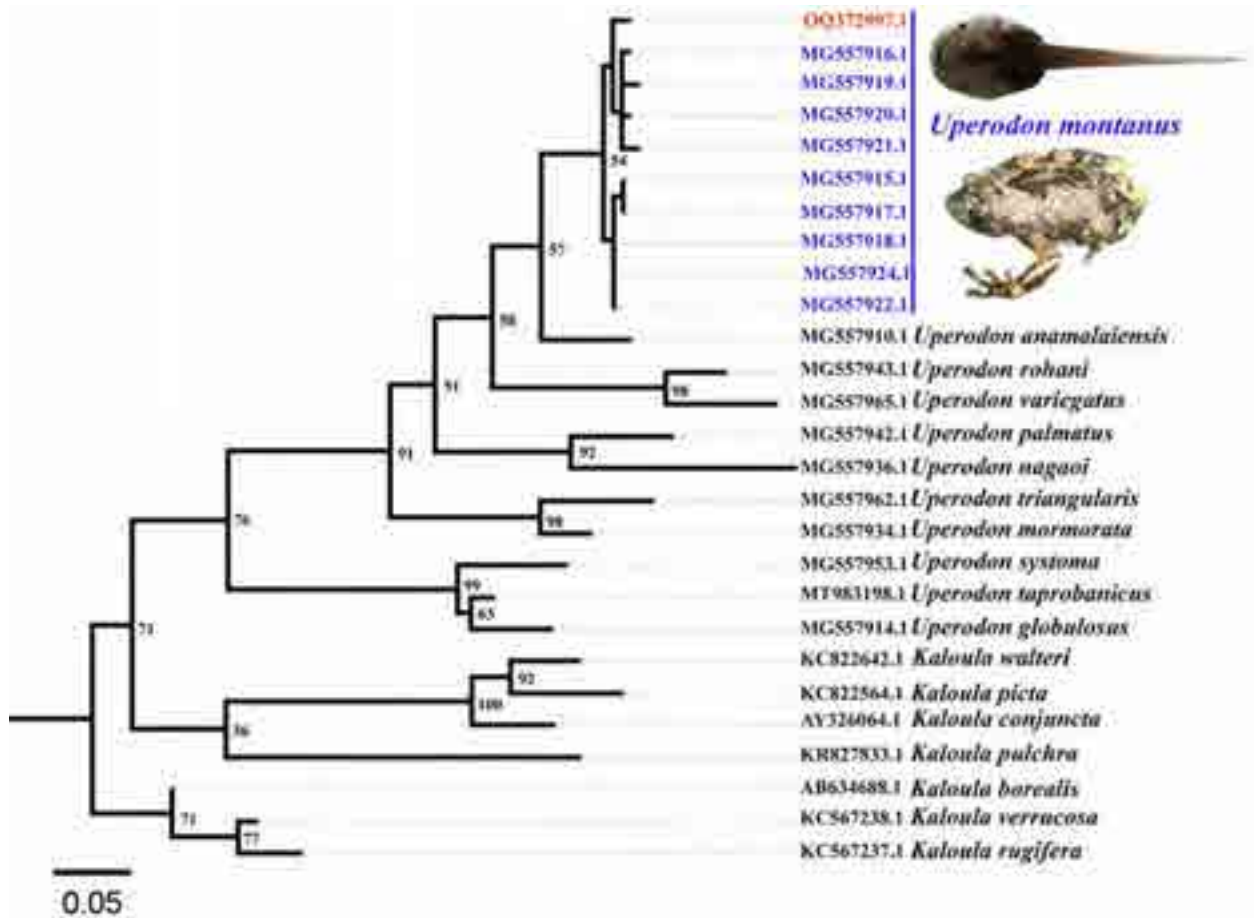 OQ372997.1
MG557916.1
MG557919.1
MG557920.1
Uperodon montanus
MG557921.1
54
MG557915.1
MG557917.1
MG557918.1
57
MG557924.1
MG557922.1
58
MG557910.1 Uperodon anamalaiensis
MG557943.1 Uperodon rohani
98
51
MG557965.1 Uperodon variegatus
MG557942.1 Uperodon palmatus
91
92
MG557936.1 Uperodon nagaoi
MG557962.1 Uperodon triangularis
98
76
MG557934.1 Uperodon mormorata
MG557953.1 Uperodon systoma
99
MT983198.1 Uperodon taprobanicus
65
71
MG557914.1 Uperodon globulosus
KC822642.1 Kaloula walteri
92
KC822564.1 Kaloula picta
100
AY326064.1 Kaloula conjuncta
36
KR827833.1 Kaloula pulchra
AB634688.1 Kaloula borealis
71
KC567238.1 Kaloula verrucosa
77
KC567237.1 Kaloula rugifera
0.05